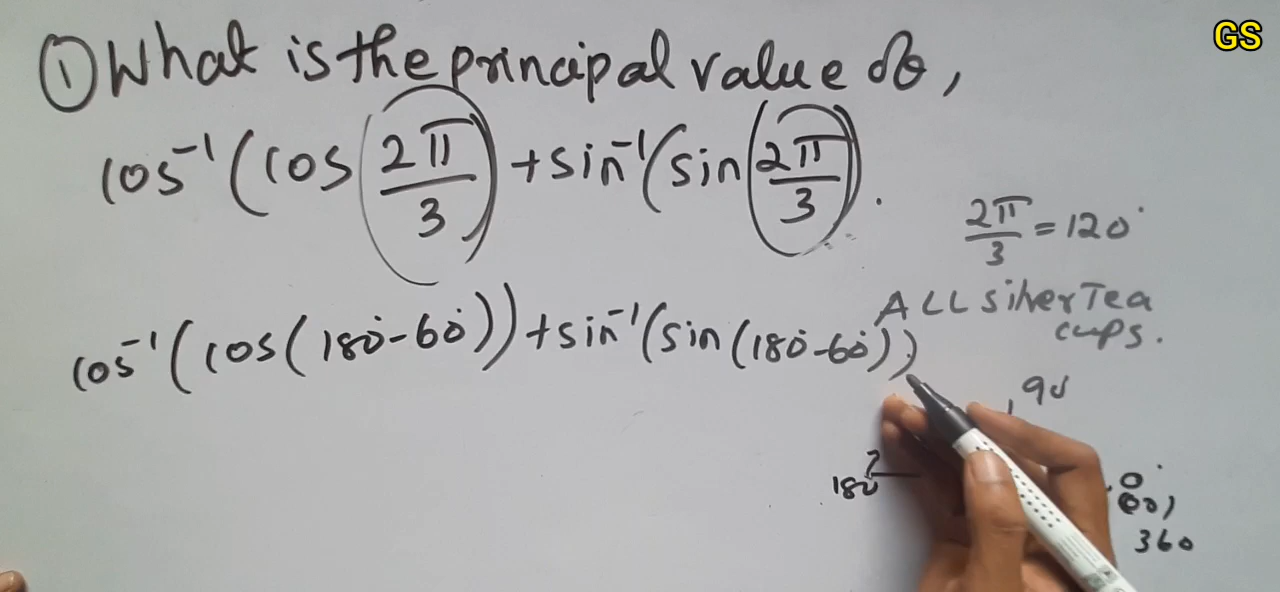 GS
① What is the principal value of,
cos⁻¹(cos(2π/3) + sin⁻¹(sin(2π/3)).
2π/3 = 120°
ALL silver Tea
cups.
cos⁻¹(cos(180°-60°)) + sin⁻¹(sin(180°-60°))
90
180
0°
360